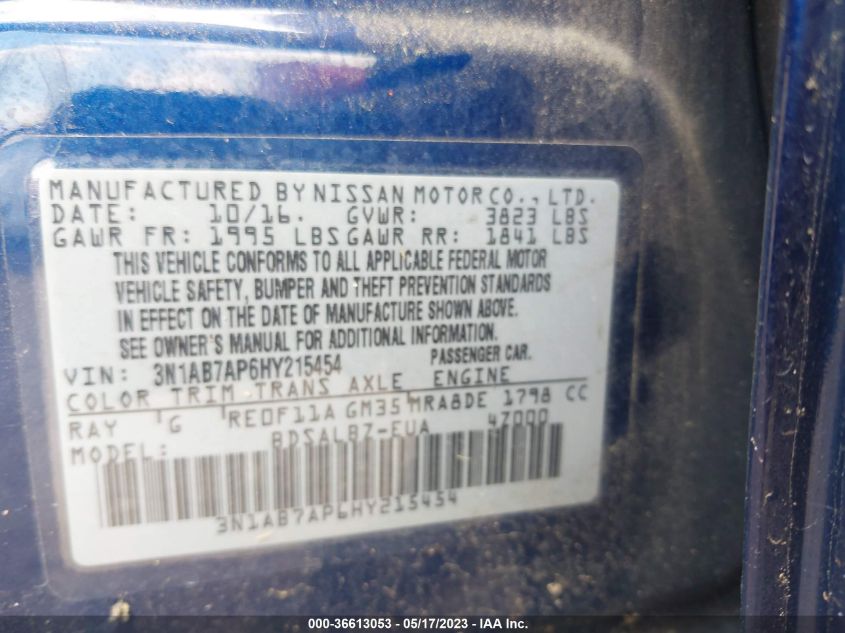 MANUFACTURED BY NISSAN MOTOR CO., LTD.
DATE: 10/16. GVWR: 3823 LBS
GAWR FR: 1995 LBS GAWR RR: 1841 LBS
THIS VEHICLE CONFORMS TO ALL APPLICABLE FEDERAL MOTOR
VEHICLE SAFETY, BUMPER AND THEFT PREVENTION STANDARDS
IN EFFECT ON THE DATE OF MANUFACTURE SHOWN ABOVE.
SEE OWNER'S MANUAL FOR ADDITIONAL INFORMATION.
VIN: 3N1AB7AP6HY215454 PASSENGER CAR.
COLOR TRIM TRANS AXLE ENGINE
RAY G RE0F11A GM35 MRA8DE 1798 CC
MODEL: BDSALBZ-EUA 4Z000
3N1AB7AP6HY215454
000-36613053 - 05/17/2023 - IAA, Inc.